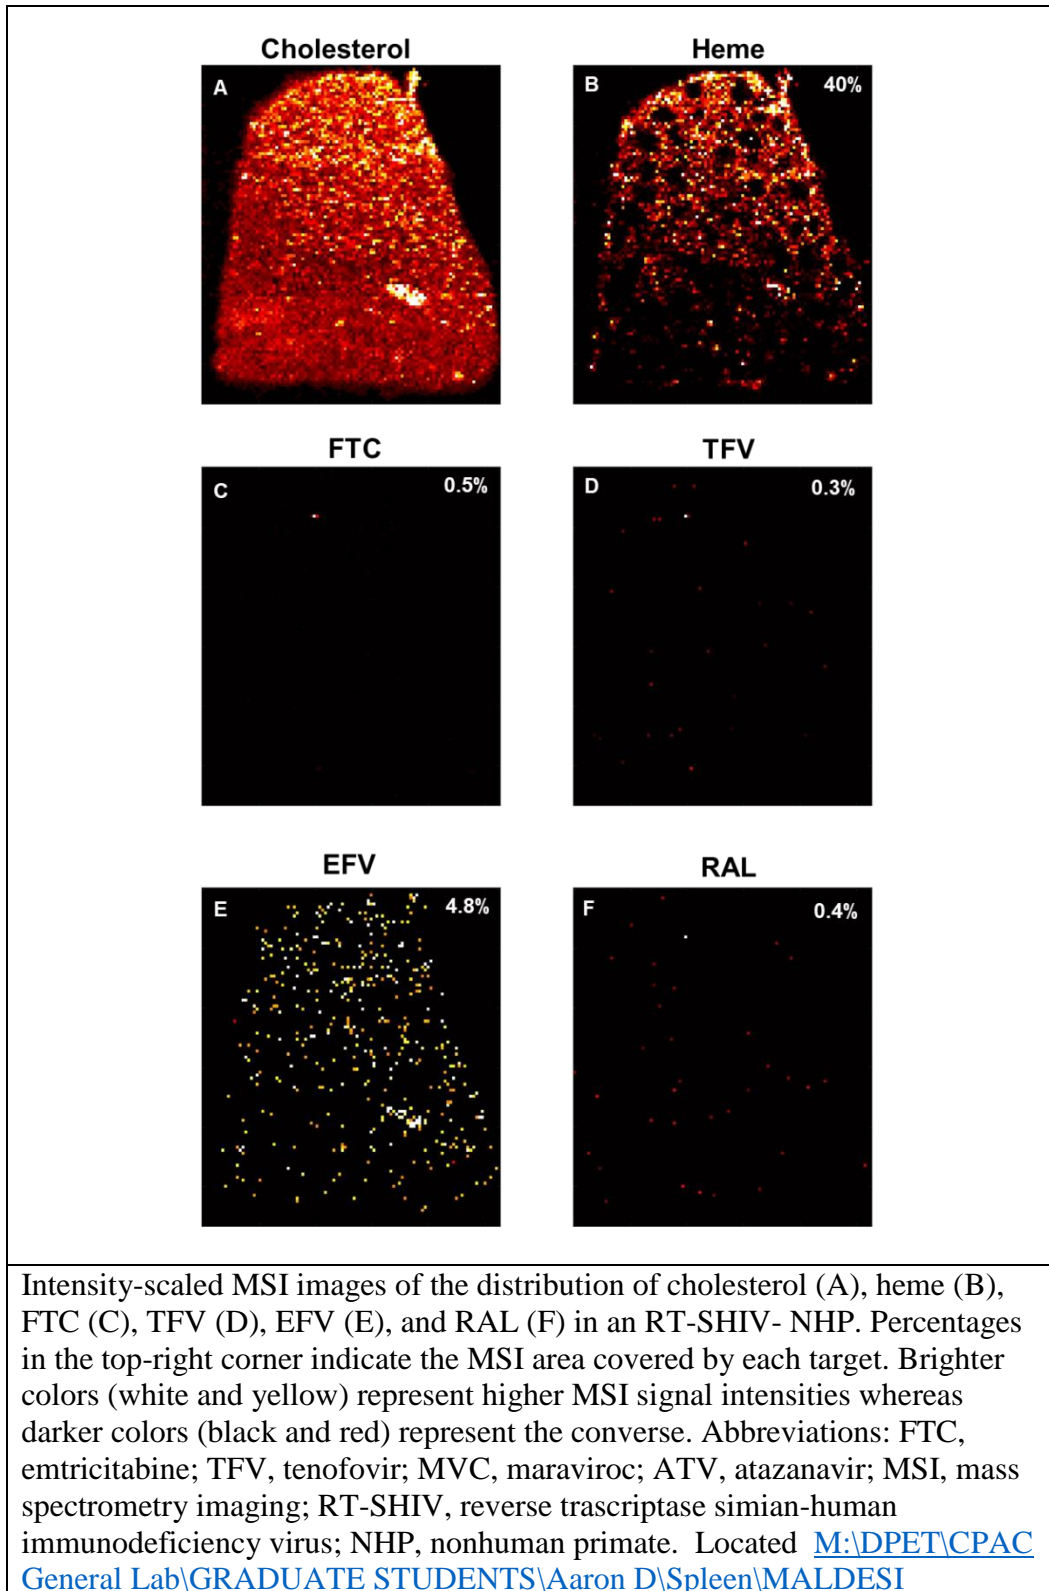 Cholesterol
Heme
A
B
40%
FTC
TFV
C
0.5%
D
0.3%
EFV
RAL
E
4.8%
F
0.4%
Intensity-scaled MSI images of the distribution of cholesterol (A), heme (B),
FTC (C), TFV (D), EFV (E), and RAL (F) in an RT-SHIV- NHP. Percentages
in the top-right corner indicate the MSI area covered by each target. Brighter
colors (white and yellow) represent higher MSI signal intensities whereas
darker colors (black and red) represent the converse. Abbreviations: FTC,
emtricitabine; TFV, tenofovir; MVC, maraviroc; ATV, atazanavir; MSI, mass
spectrometry imaging; RT-SHIV, reverse trascriptase simian-human
immunodeficiency virus; NHP, nonhuman primate.  Located  M:\DPET\CPAC
General Lab\GRADUATE STUDENTS\Aaron D\Spleen\MALDESI